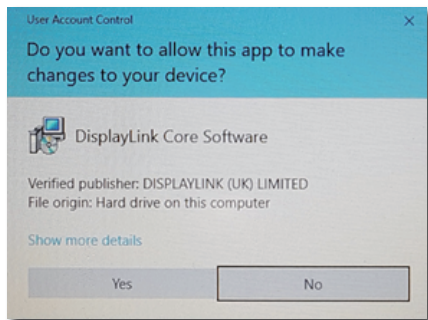 User Account Control
Do you want to allow this app to make
changes to your device?
DisplayLink Core Software
Verified publisher: DISPLAYLINK (UK) LIMITED
File origin: Hard drive on this computer
Show more details
Yes
No